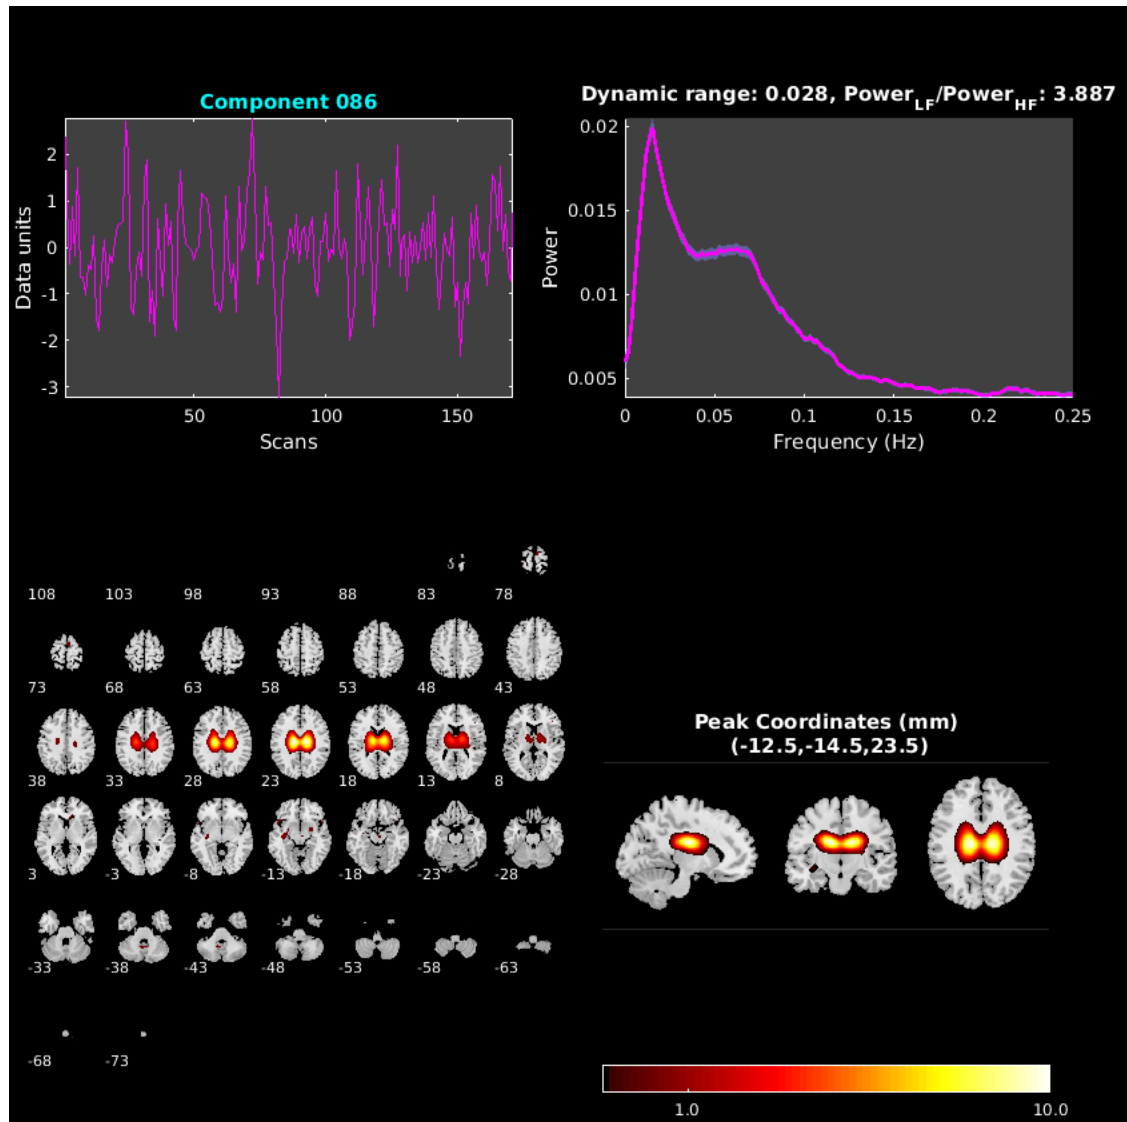 Component 086
Data units
2
1
0
-1
-2
-3
50 100 150
Scans
Dynamic range: 0.028, PowerLF/PowerHF: 3.887
Power
0.02
0.015
0.01
0.005
0 0.05 0.1 0.15 0.2 0.25
Frequency (Hz)
108 103 98 93 88 83 78
73 68 63 58 53 48 43
38 33 28 23 18 13 8
3 -3 -8 -13 -18 -23 -28
-33 -38 -43 -48 -53 -58 -63
-68 -73
Peak Coordinates (mm)
(-12.5,-14.5,23.5)
1.0 10.0